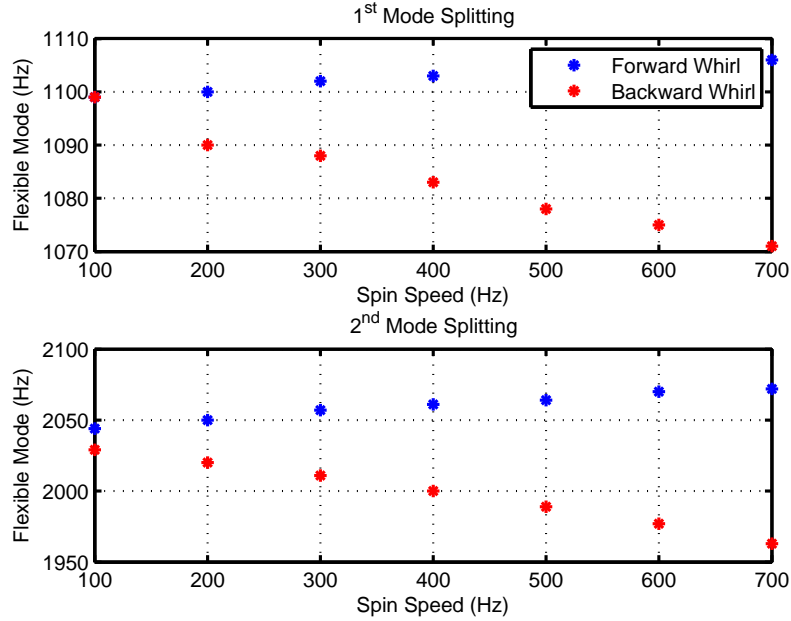 1st Mode Splitting
Flexible Mode (Hz)
1110
1100
1090
1080
1070
Forward Whirl
Backward Whirl
100 200 300 400 500 600 700
Spin Speed (Hz)
2nd Mode Splitting
Flexible Mode (Hz)
2100
2050
2000
1950
100 200 300 400 500 600 700
Spin Speed (Hz)